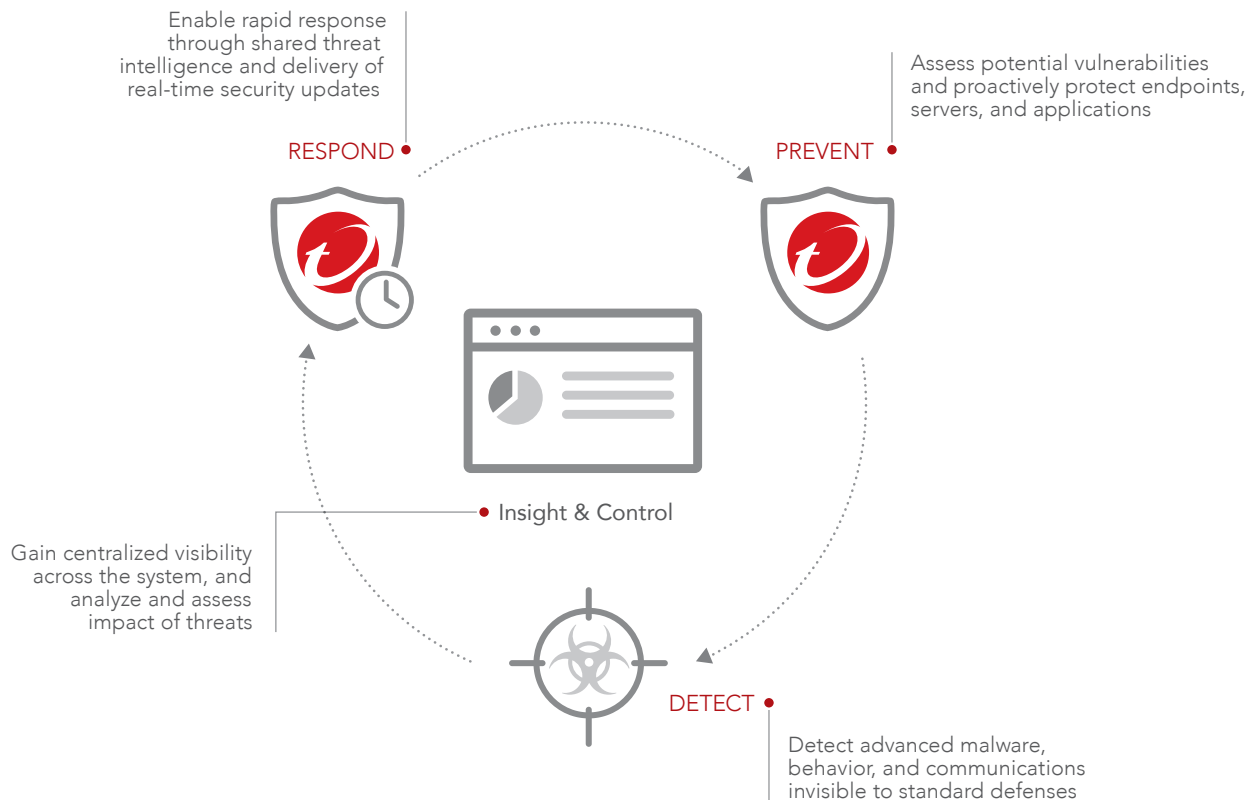 Enable rapid response
through shared threat
intelligence and delivery of
real-time security updates
RESPOND
Assess potential vulnerabilities
and proactively protect endpoints,
servers, and applications
PREVENT
Insight & Control
Gain centralized visibility
across the system, and
analyze and assess
impact of threats
DETECT
Detect advanced malware,
behavior, and communications
invisible to standard defenses